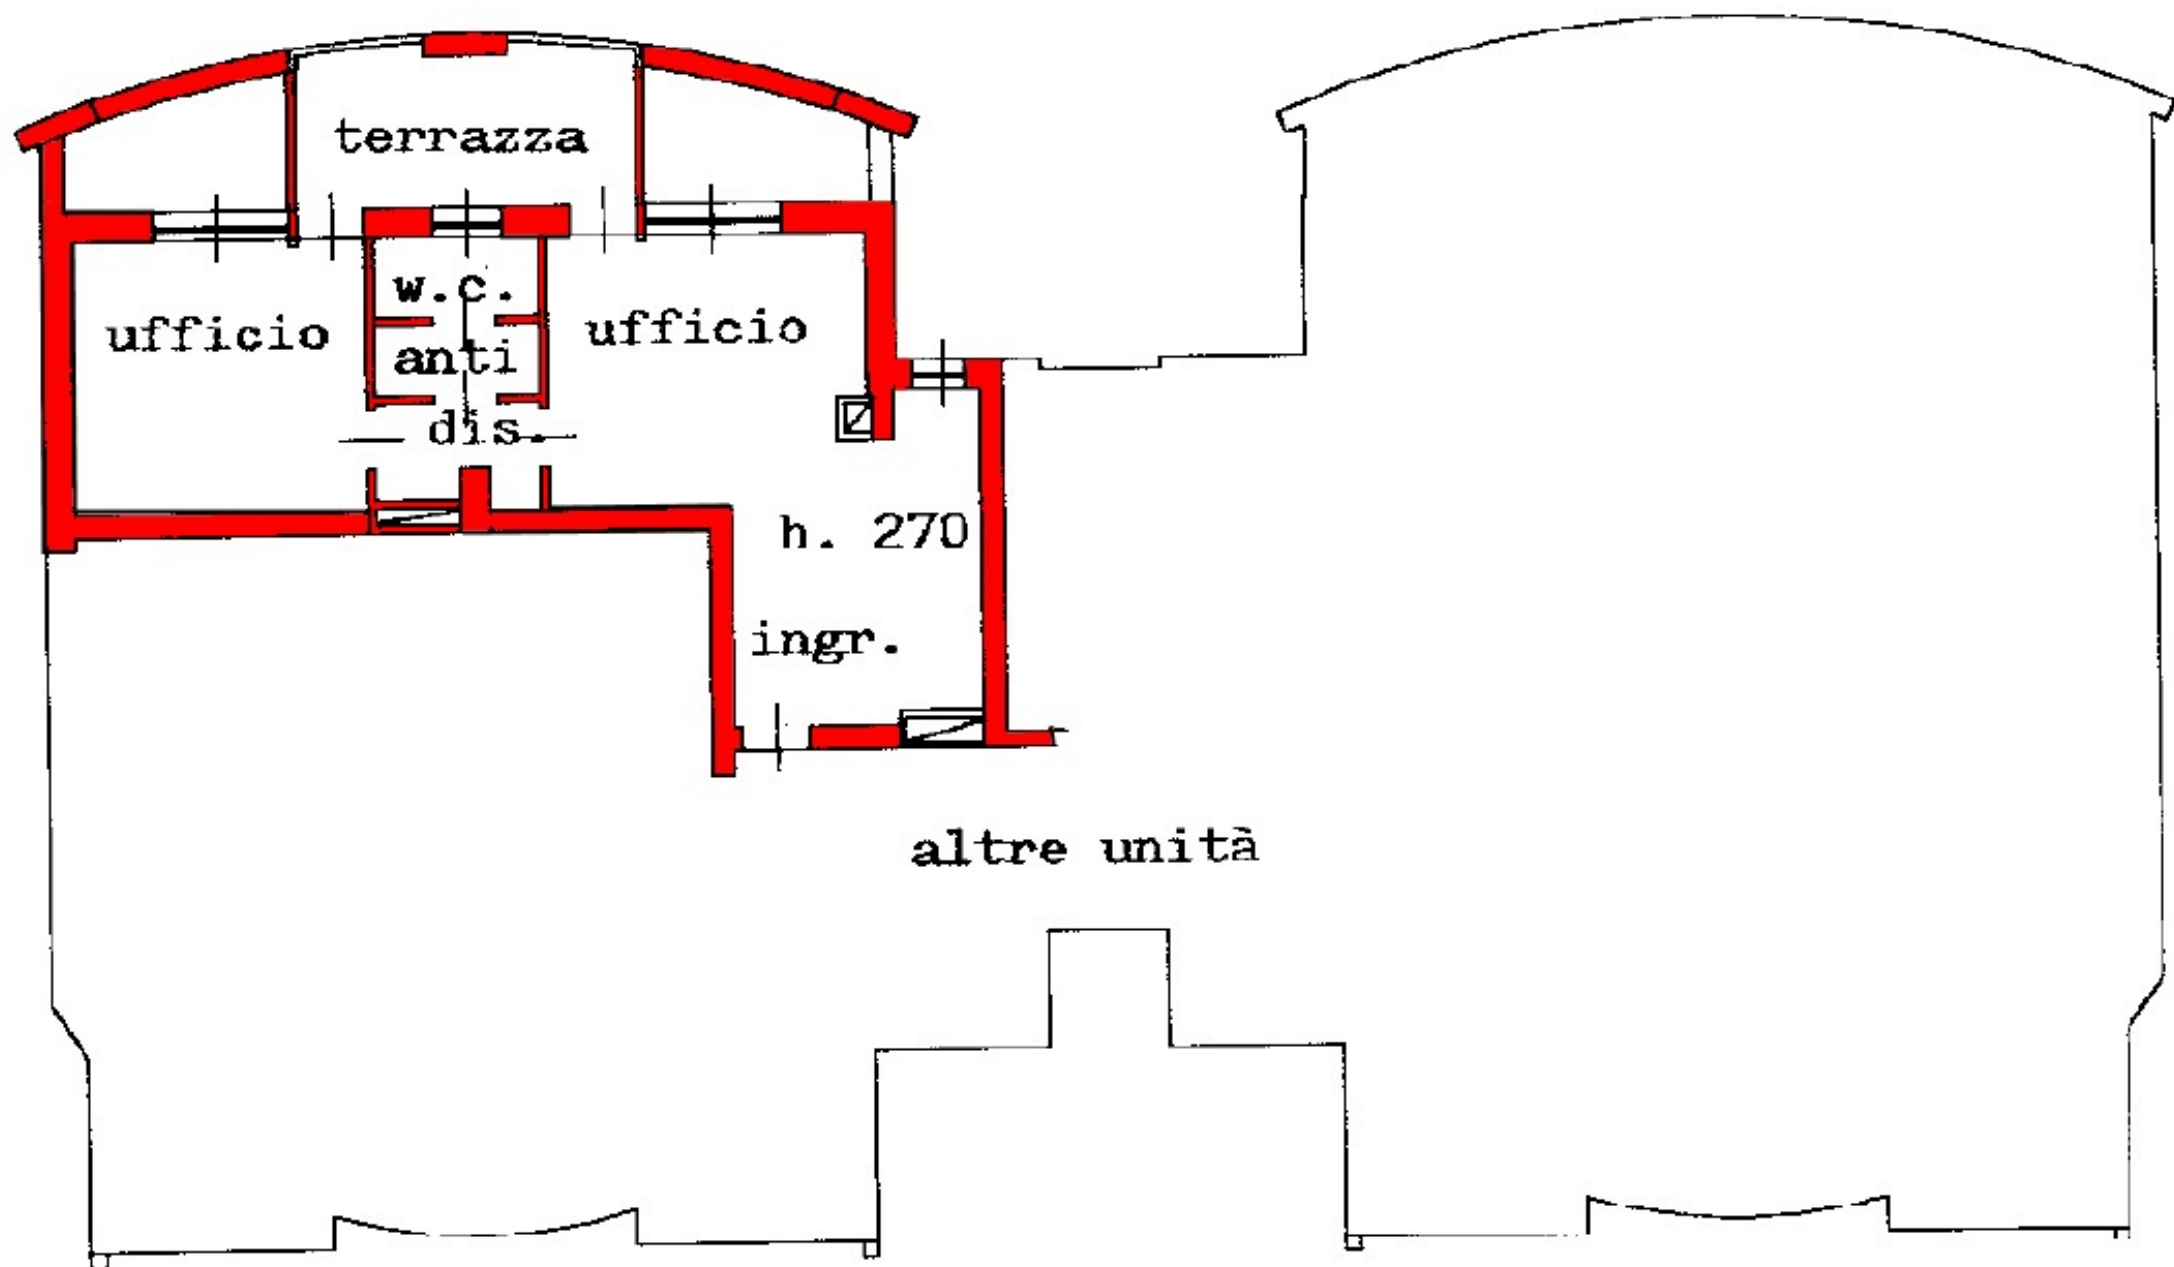 terrazza
w.c.
ufficio
ufficio
anti
dis.
h. 270
ingr.
altre unità